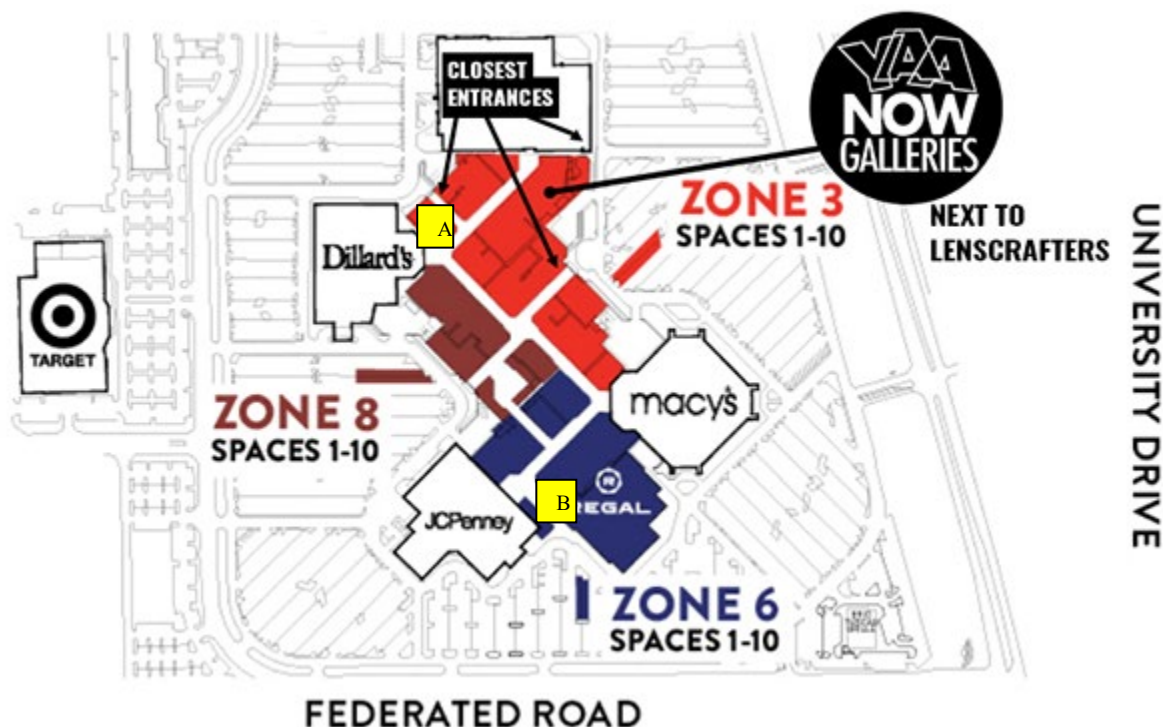 CLOSEST
ENTRANCES
YAA
NOW
GALLERIES
NEXT TO
LENSCRAFTERS
ZONE 3
SPACES 1-10
A
Dillard's
TARGET
ZONE 8
SPACES 1-10
macy's
UNIVERSITY DRIVE
R
REGAL
B
JCPenney
ZONE 6
SPACES 1-10
FEDERATED ROAD